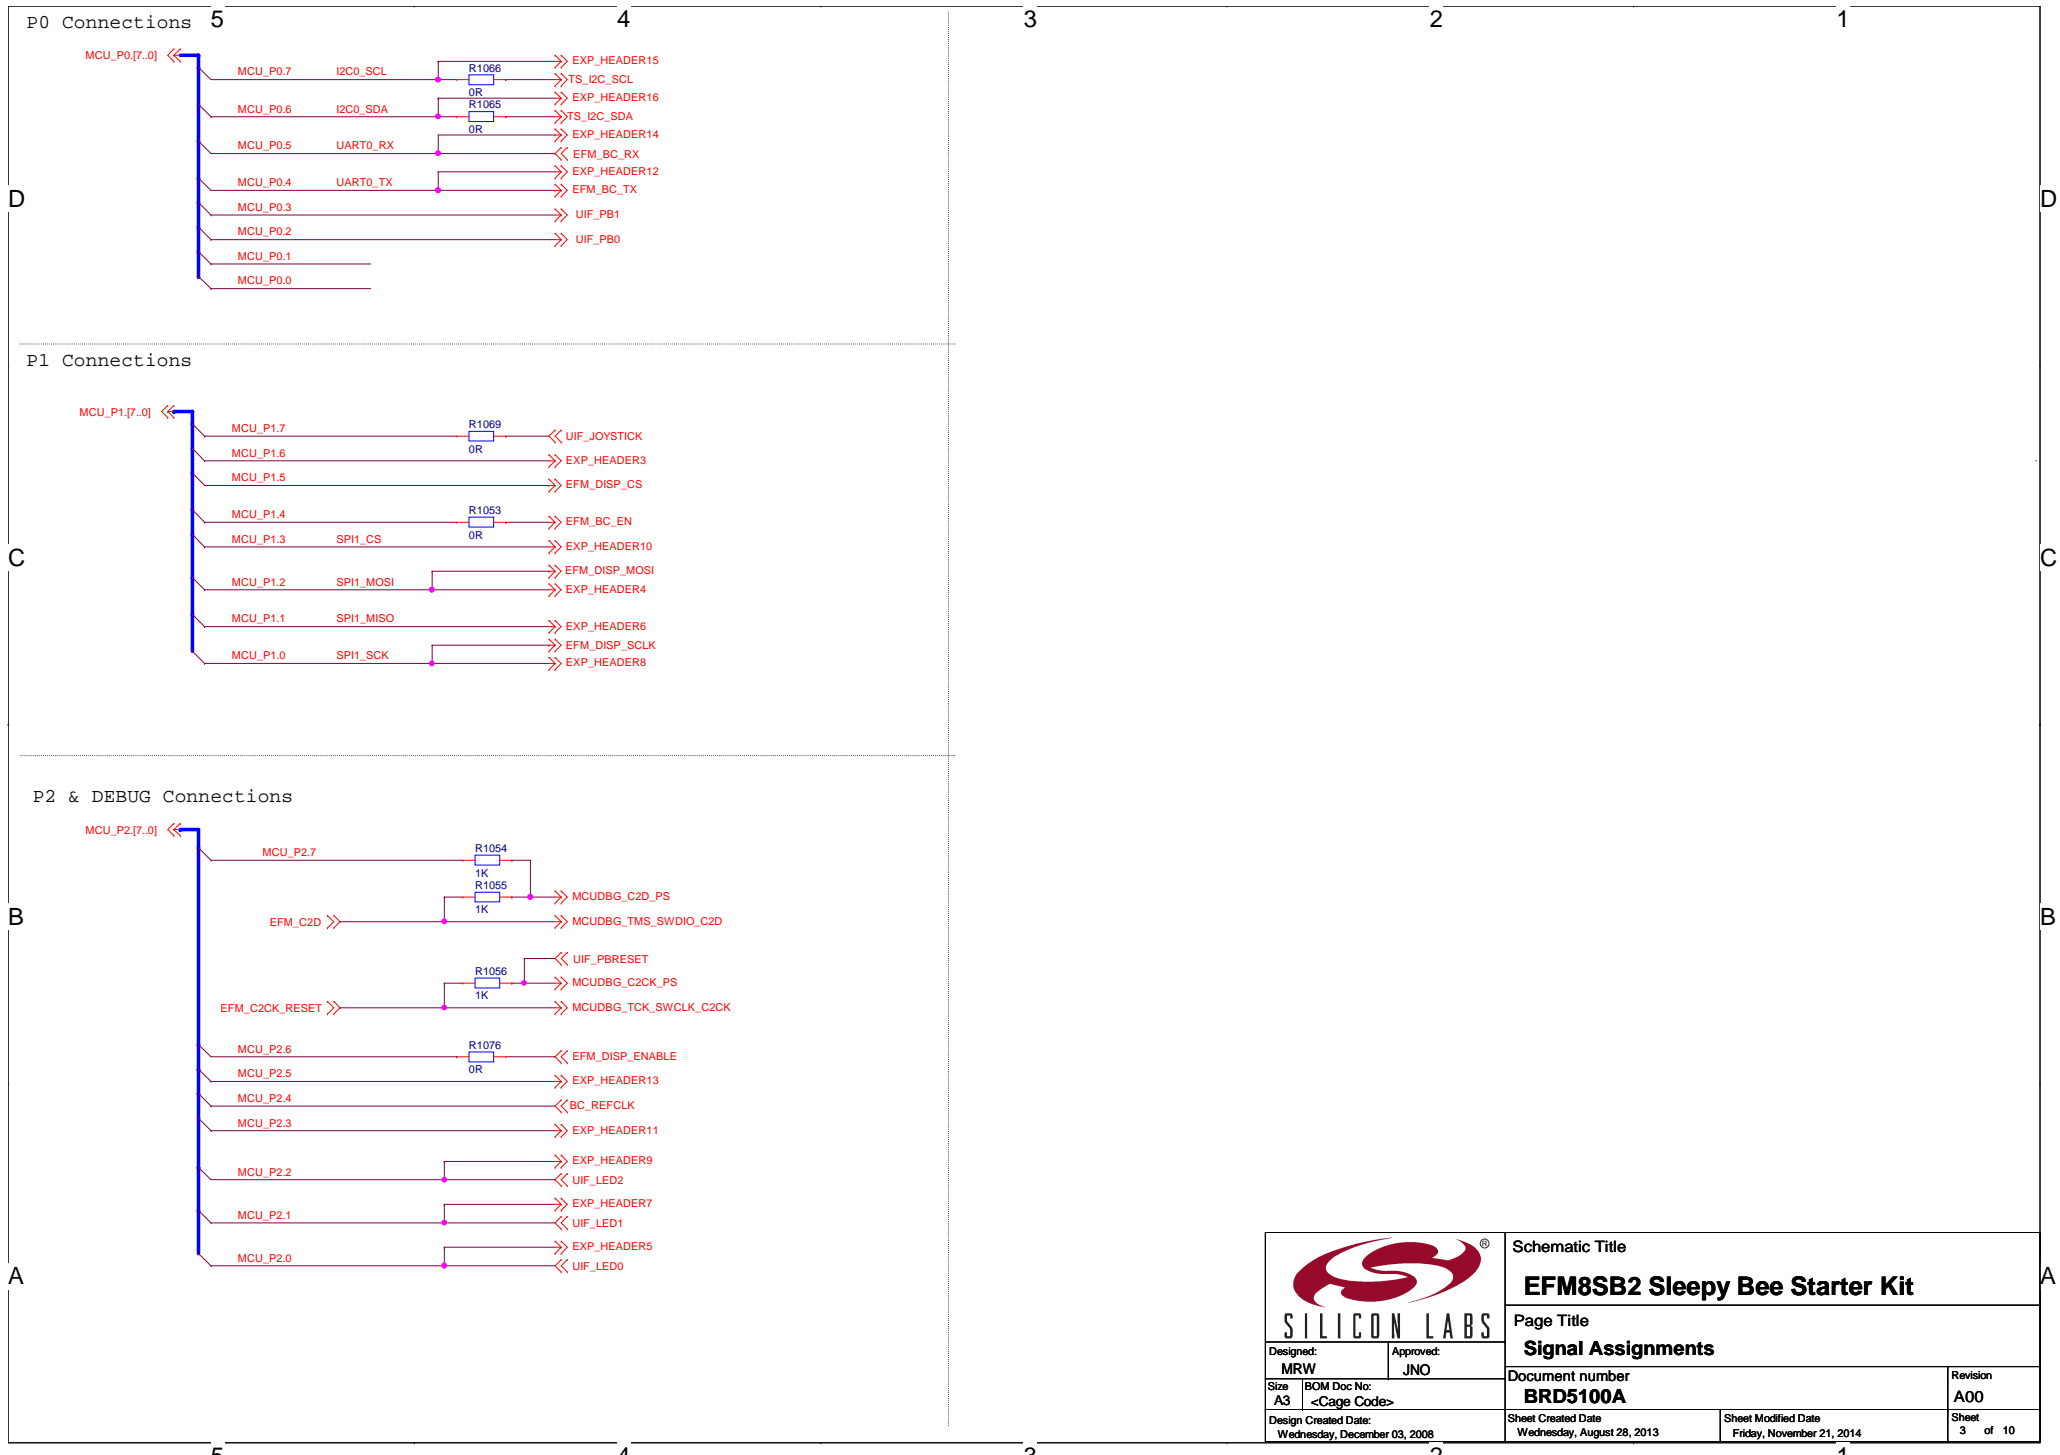 5 4 3 2 1
P0 Connections
MCU_P0.[7..0]
EXP_HEADER15
MCU_P0.7 I2C0_SCL R1066 TS_I2C_SCL
0R
EXP_HEADER16
MCU_P0.6 I2C0_SDA R1065 TS_I2C_SDA
0R
EXP_HEADER14
MCU_P0.5 UART0_RX EFM_BC_RX
EXP_HEADER12
MCU_P0.4 UART0_TX EFM_BC_TX
D D
MCU_P0.3 UIF_PB1
MCU_P0.2 UIF_PB0
MCU_P0.1
MCU_P0.0
P1 Connections
MCU_P1.[7..0]
MCU_P1.7 R1069 UIF_JOYSTICK
0R
MCU_P1.6 EXP_HEADER3
MCU_P1.5 EFM_DISP_CS
MCU_P1.4 R1053 EFM_BC_EN
0R
MCU_P1.3 SPI1_CS EXP_HEADER10
C C
EFM_DISP_MOSI
MCU_P1.2 SPI1_MOSI EXP_HEADER4
MCU_P1.1 SPI1_MISO EXP_HEADER6
EFM_DISP_SCLK
MCU_P1.0 SPI1_SCK EXP_HEADER8
P2 & DEBUG Connections
MCU_P2.[7..0]
MCU_P2.7 R1054
1K
R1055 MCUDBG_C2D_PS
1K
B B
EFM_C2D MCUDBG_TMS_SWDIO_C2D
UIF_PBRESET
R1056 MCUDBG_C2CK_PS
1K
EFM_C2CK_RESET MCUDBG_TCK_SWCLK_C2CK
MCU_P2.6 R1076 EFM_DISP_ENABLE
0R
MCU_P2.5 EXP_HEADER13
MCU_P2.4 BC_REFCLK
MCU_P2.3 EXP_HEADER11
EXP_HEADER9
MCU_P2.2 UIF_LED2
EXP_HEADER7
MCU_P2.1 UIF_LED1
EXP_HEADER5
MCU_P2.0 UIF_LED0
A A
®
SILICON LABS
Schematic Title
EFM8SB2 Sleepy Bee Starter Kit
Page Title
Signal Assignments
Designed: Approved:
MRW JNO
Document number Revision
BRD5100A A00
Size BOM Doc No:
A3 <Cage Code>
Design Created Date: Sheet Created Date Sheet Modified Date Sheet
Wednesday, December 03, 2008 Wednesday, August 28, 2013 Friday, November 21, 2014 3 of 10
5 4 3 2 1